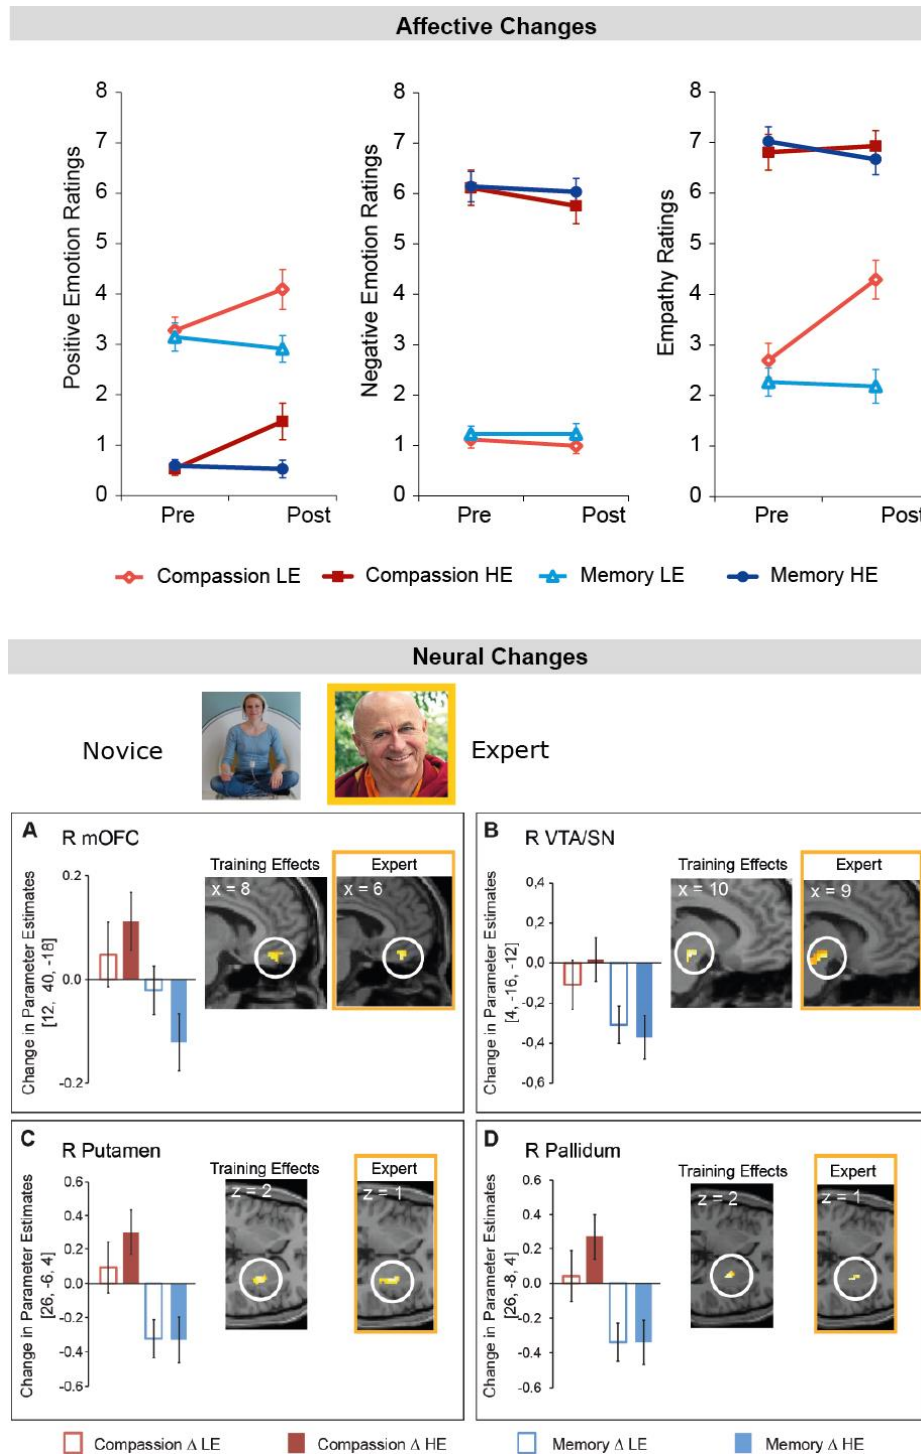 Affective Changes
Positive Emotion Ratings
8
7
6
5
4
3
2
1
0
Pre Post
Negative Emotion Ratings
8
7
6
5
4
3
2
1
0
Pre Post
Empathy Ratings
8
7
6
5
4
3
2
1
0
Pre Post
Compassion LE Compassion HE Memory LE Memory HE
Neural Changes
Novice Expert
A R mOFC
Training Effects Expert
x = 8 x = 6
Change in Parameter Estimates
[12, 40, -18]
0.2
0.0
-0.2
B R VTA/SN
Training Effects Expert
x = 10 x = 9
Change in Parameter Estimates
[4, -16, -12]
0,4
0,2
0,0
-0,2
-0,4
-0,6
C R Putamen
Training Effects Expert
z = 2 z = 1
Change in Parameter Estimates
[26, -6, 4]
0.6
0.4
0.2
0.0
-0.2
-0.4
-0.6
D R Pallidum
Training Effects Expert
z = 2 z = 1
Change in Parameter Estimates
[26, -8, 4]
0.6
0.4
0.2
0.0
-0.2
-0.4
-0.6
Compassion Δ LE Compassion Δ HE Memory Δ LE Memory Δ HE